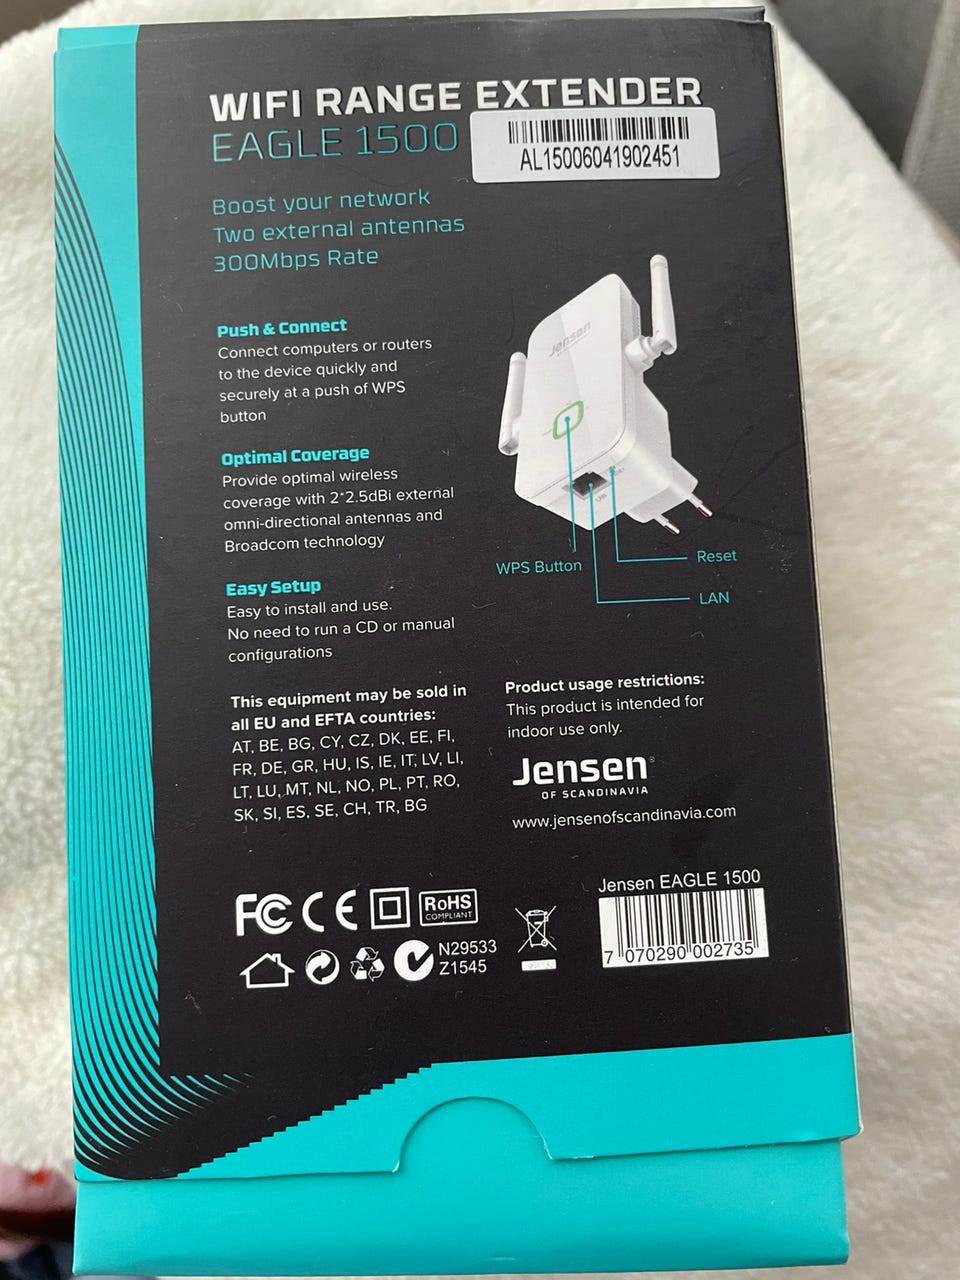 WIFI RANGE EXTENDER
EAGLE 1500
AL15006041902451
Boost your network
Two external antennas
300Mbps Rate
Push & Connect
Connect computers or routers
to the device quickly and
securely at a push of WPS
button
Optimal Coverage
Provide optimal wireless
coverage with 2*2.5dBi external
omni-directional antennas and
Broadcom technology
Easy Setup
Easy to install and use.
No need to run a CD or manual
configurations
Jensen
WPS Button
Reset
LAN
This equipment may be sold in
all EU and EFTA countries:
AT, BE, BG, CY, CZ, DK, EE, FI,
FR, DE, GR, HU, IS, IE, IT, LV, LI,
LT, LU, MT, NL, NO, PL, PT, RO,
SK, SI, ES, SE, CH, TR, BG
Product usage restrictions:
This product is intended for
indoor use only.
Jensen
OF SCANDINAVIA
www.jensenofscandinavia.com
FC CE RoHS
COMPLIANT
N29533
Z1545
Jensen EAGLE 1500
7 070290 002735